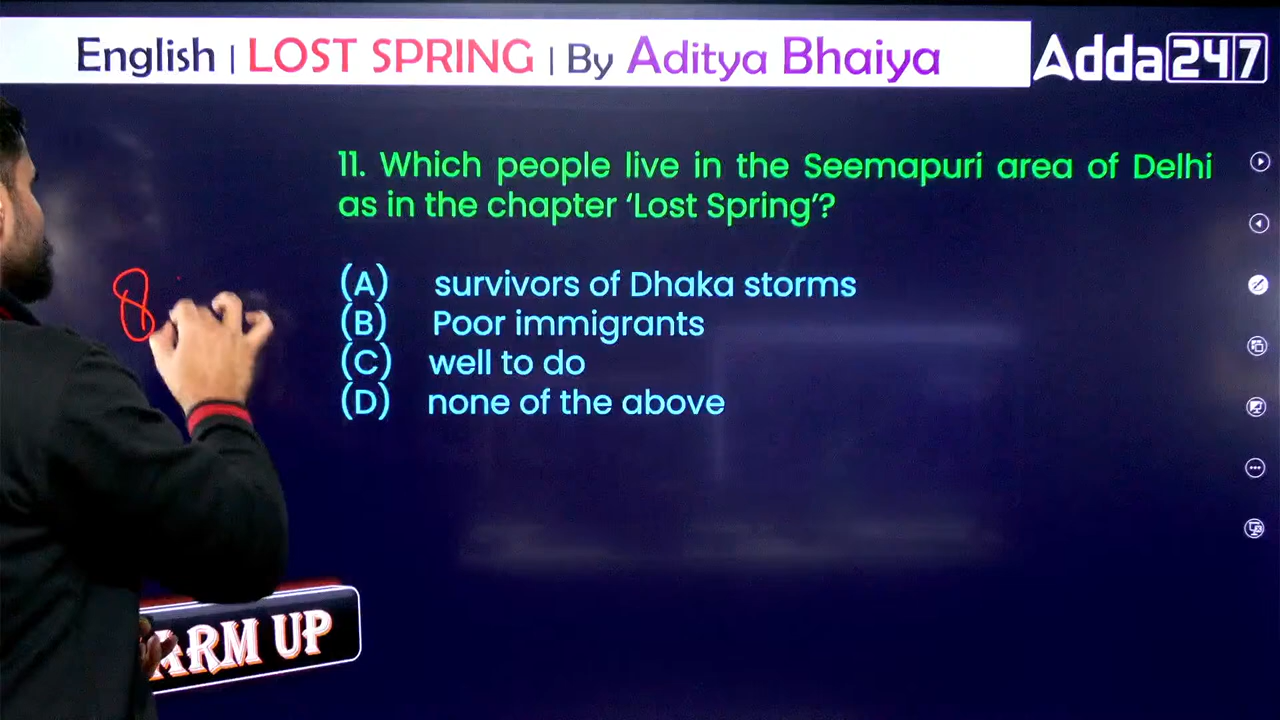 English | LOST SPRING | By Aditya Bhaiya
Adda247
11. Which people live in the Seemapuri area of Delhi
as in the chapter ‘Lost Spring’?
8
(A) survivors of Dhaka storms
(B) Poor immigrants
(C) well to do
(D) none of the above
UP